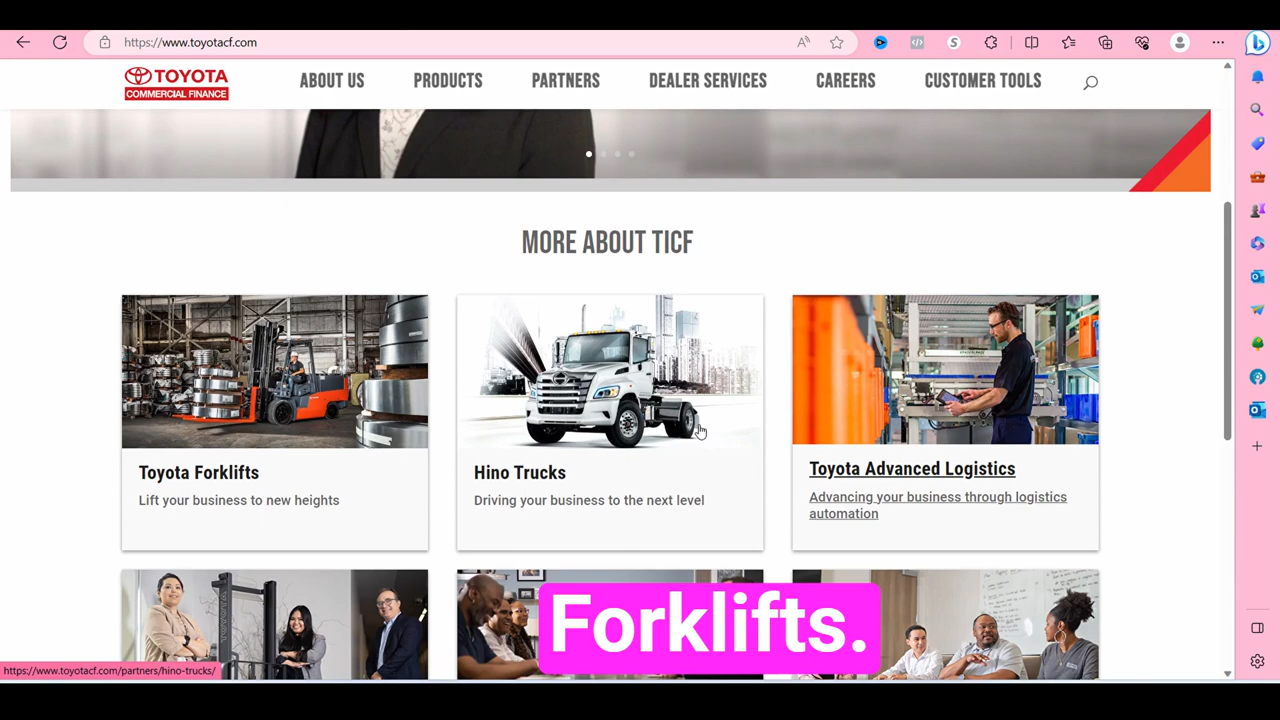 https://www.toyotacf.com
TOYOTA
COMMERCIAL FINANCE
ABOUT US
PRODUCTS
PARTNERS
DEALER SERVICES
CAREERS
CUSTOMER TOOLS
MORE ABOUT TICF
Toyota Forklifts
Lift your business to new heights
Hino Trucks
Driving your business to the next level
Toyota Advanced Logistics
Advancing your business through logistics
automation
Forklifts.
https://www.toyotacf.com/partners/hino-trucks/